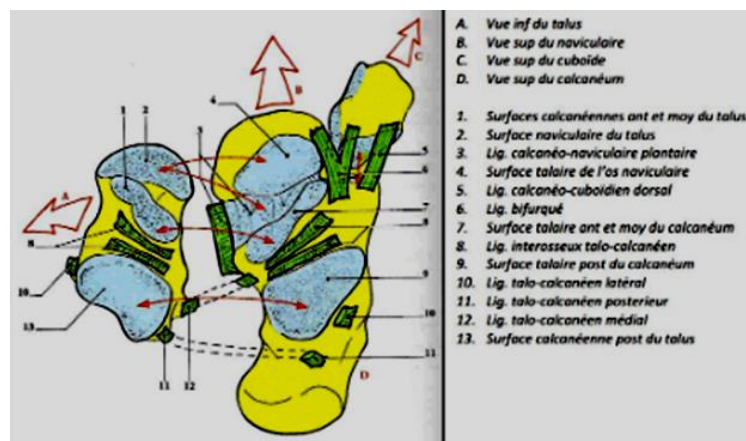 A. Vue inf du talus
B. Vue sup du naviculaire
C. Vue sup du cuboïde
D. Vue sup du calcanéum
1. Surfaces calcanéennes ant et moy du talus
2. Surface naviculaire du talus
3. Lig. calcanéo-naviculaire plantaire
4. Surface talaire de l'os naviculaire
5. Lig. calcanéo-cuboïdien dorsal
6. Lig. bifurqué
7. Surface talaire ant et moy du calcanéum
8. Lig. interosseux talo-calcanéen
9. Surface talaire post du calcanéum
10. Lig. talo-calcanéen latéral
11. Lig. talo-calcanéen posterieur
12. Lig. talo-calcanéen médial
13. Surface calcanéenne post du talus
C
B
1 2 3 4
5
6
A
7
8 8
9
10
10
13
11
11 12
D